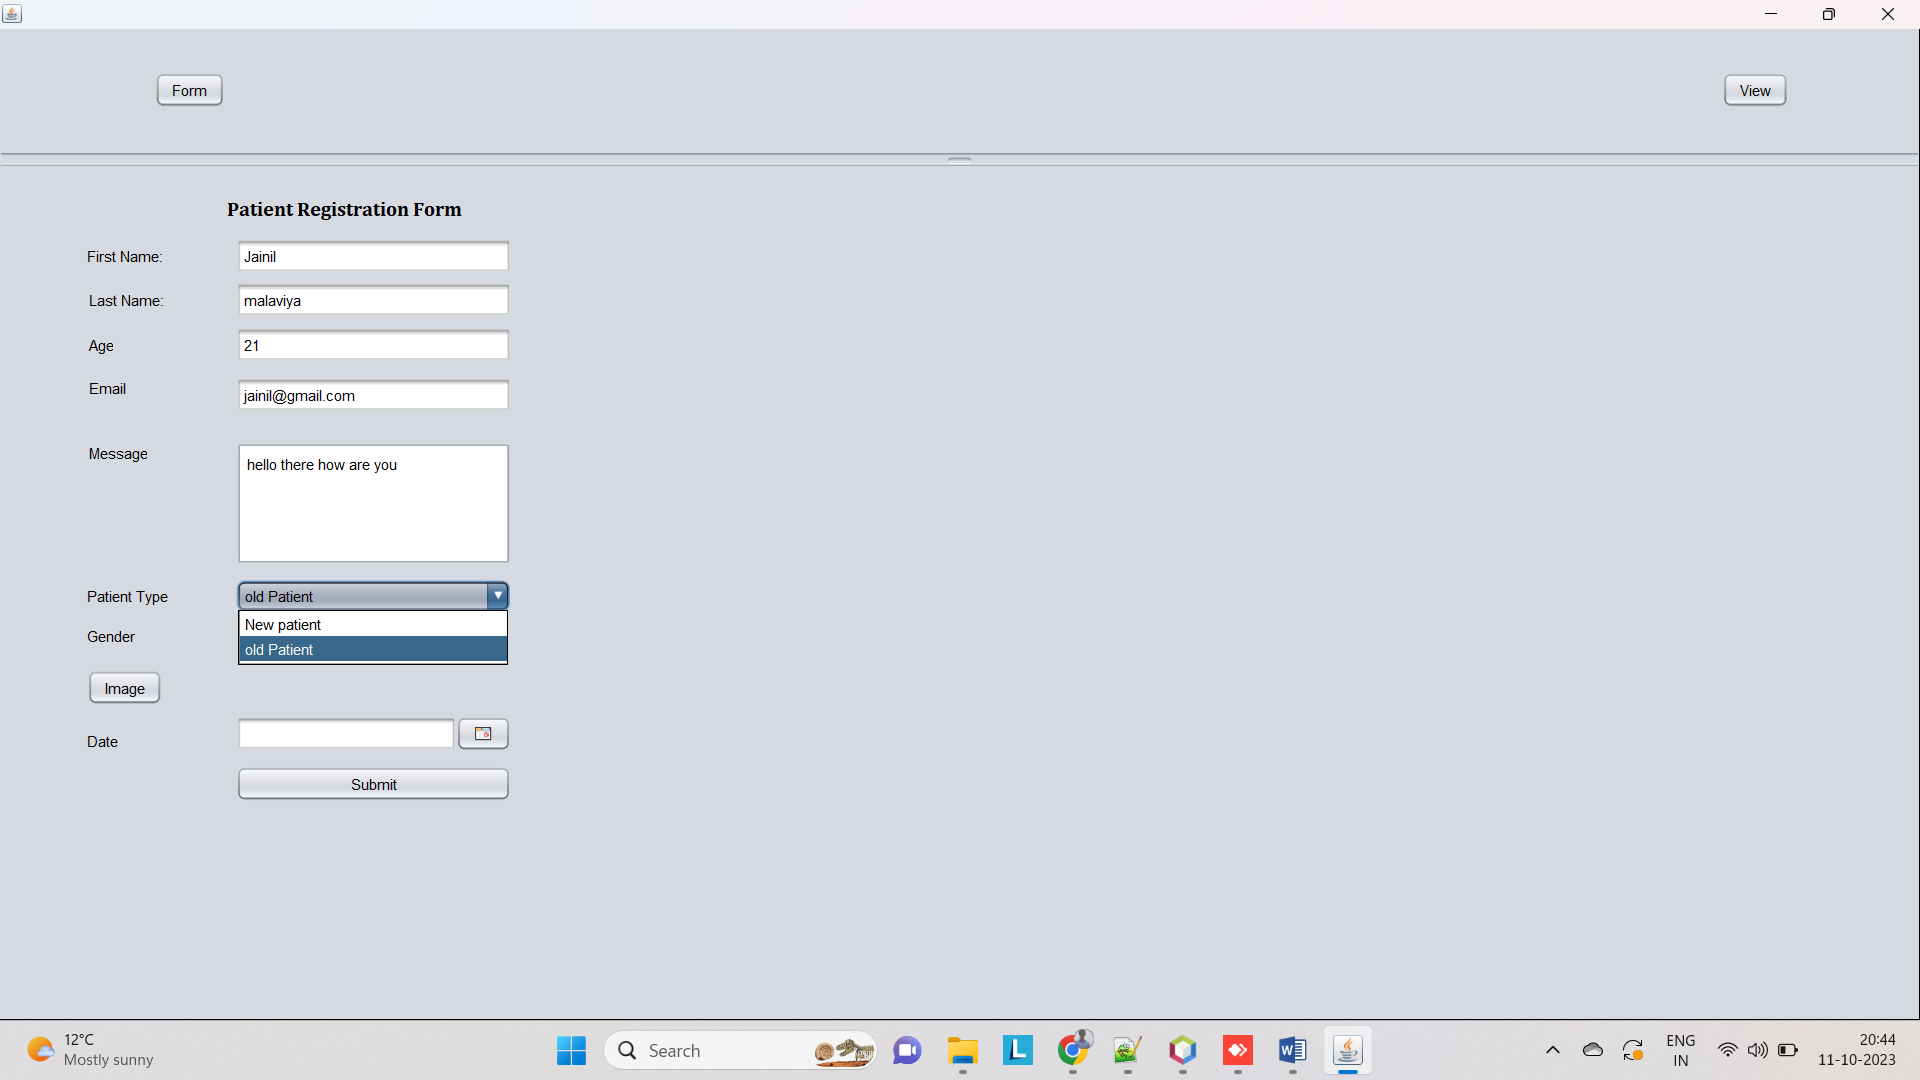 Form
View
Patient Registration Form
First Name:
Jainil
Last Name:
malaviya
Age
21
Email
jainil@gmail.com
Message
hello there how are you
Patient Type
old Patient
New patient
Gender
old Patient
Image
Date
Submit
12°C
Mostly sunny
Search
L
W
ENG
IN
20:44
11-10-2023